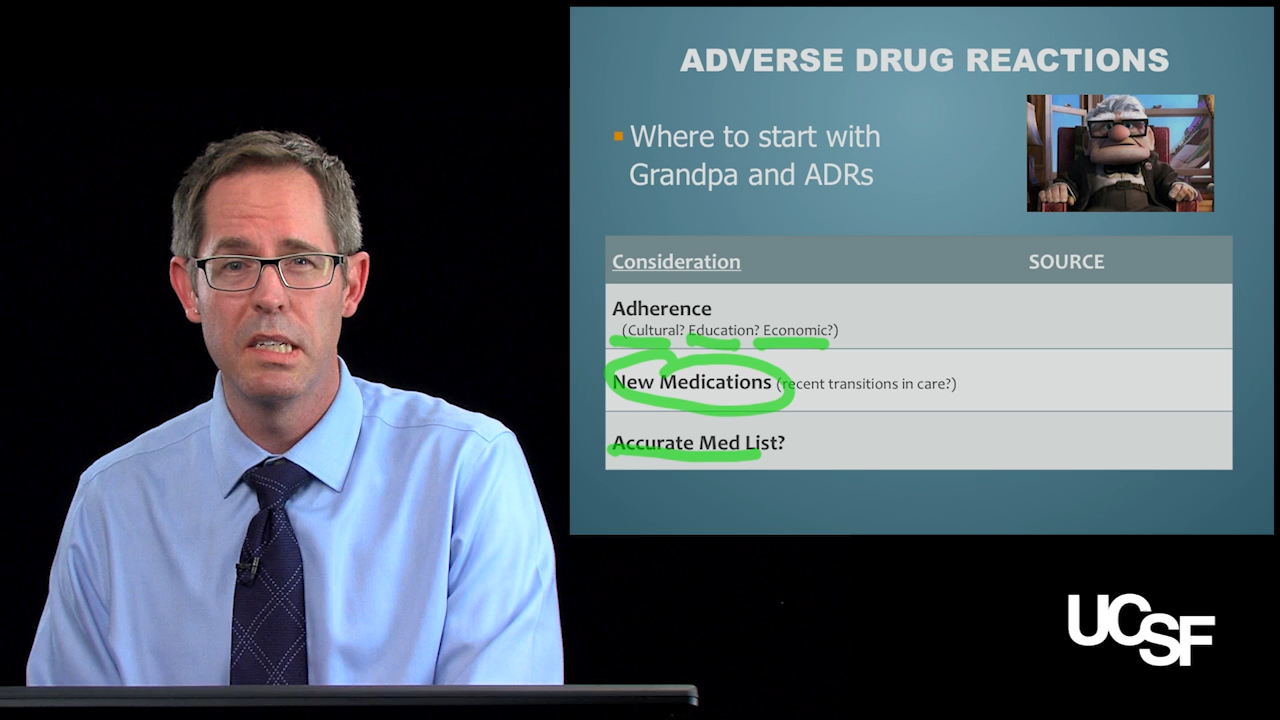 ADVERSE DRUG REACTIONS
Where to start with
Grandpa and ADRs
Consideration SOURCE
Adherence
(Cultural? Education? Economic?)
New Medications (recent transitions in care?)
Accurate Med List?
UCSF